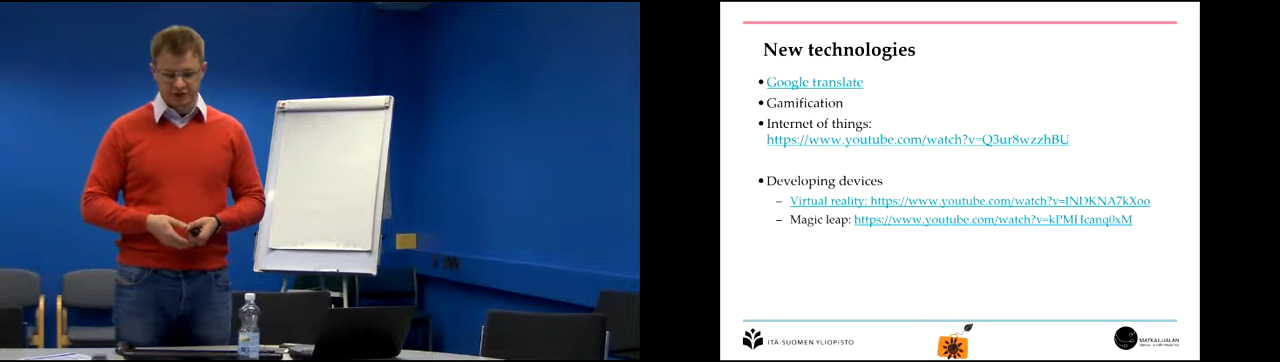 New technologies
• Google translate
• Gamification
• Internet of things:
https://www.youtube.com/watch?v=Q3ur8wzzhBU
• Developing devices
– Virtual reality: https://www.youtube.com/watch?v=INDKNA7kXoo
– Magic leap: https://www.youtube.com/watch?v=kPMHcanq0xM
ITÄ-SUOMEN YLIOPISTO
MATKAILUALAN